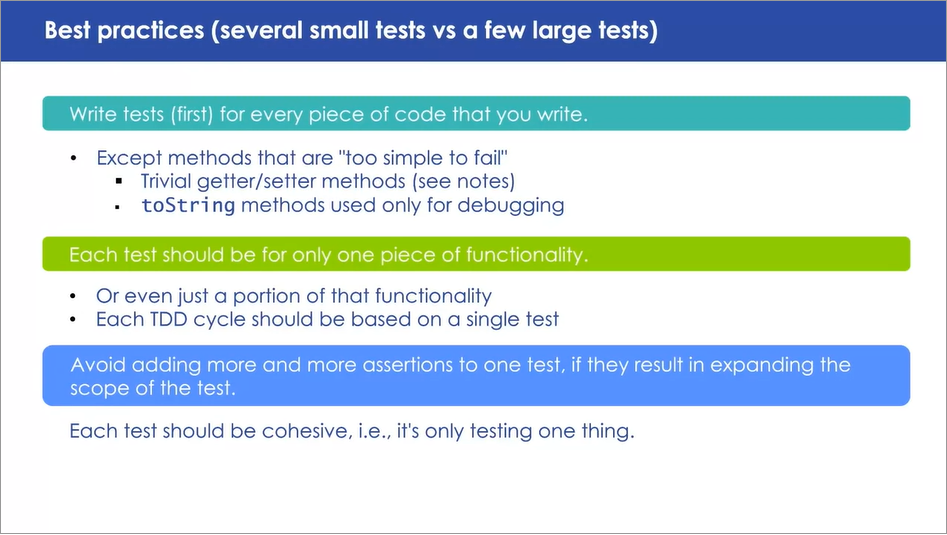 Best practices (several small tests vs a few large tests)
Write tests (first) for every piece of code that you write.
• Except methods that are "too simple to fail"
▪ Trivial getter/setter methods (see notes)
▪ toString methods used only for debugging
Each test should be for only one piece of functionality.
• Or even just a portion of that functionality
• Each TDD cycle should be based on a single test
Avoid adding more and more assertions to one test, if they result in expanding the
scope of the test.
Each test should be cohesive, i.e., it's only testing one thing.